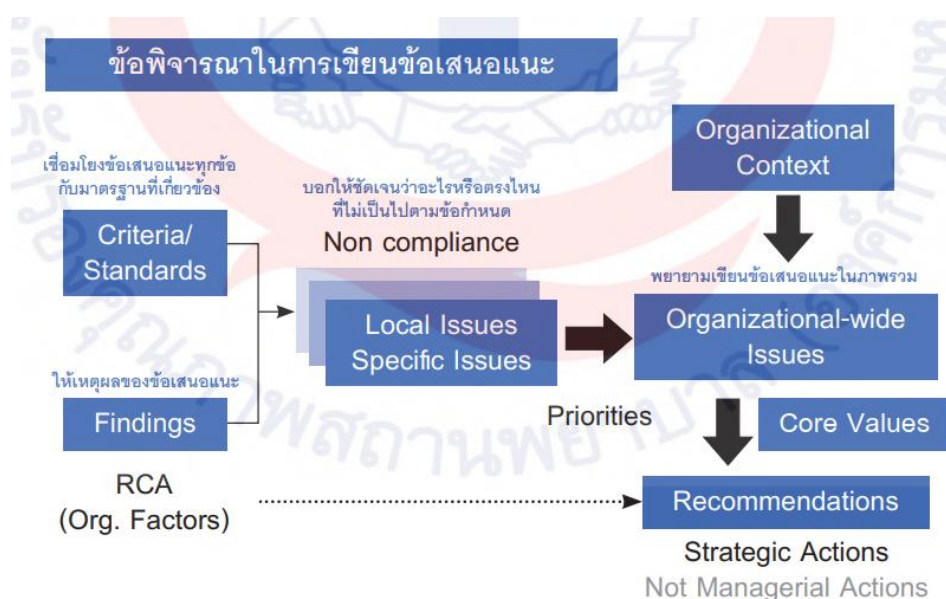 ข้อพิจารณาในการเขียนข้อเสนอแนะ
เชื่อมโยงข้อเสนอแนะทุกข้อ
กับมาตรฐานที่เกี่ยวข้อง
Criteria/
Standards
ให้เหตุผลของข้อเสนอแนะ
Findings
RCA
(Org. Factors)
บอกให้ชัดเจนว่าอะไรหรือตรงไหน
ที่ไม่เป็นไปตามข้อกำหนด
Non compliance
Local Issues
Specific Issues
Priorities
Organizational
Context
พยายามเขียนข้อเสนอแนะในภาพรวม
Organizational-wide
Issues
Core Values
Recommendations
Strategic Actions
Not Managerial Actions